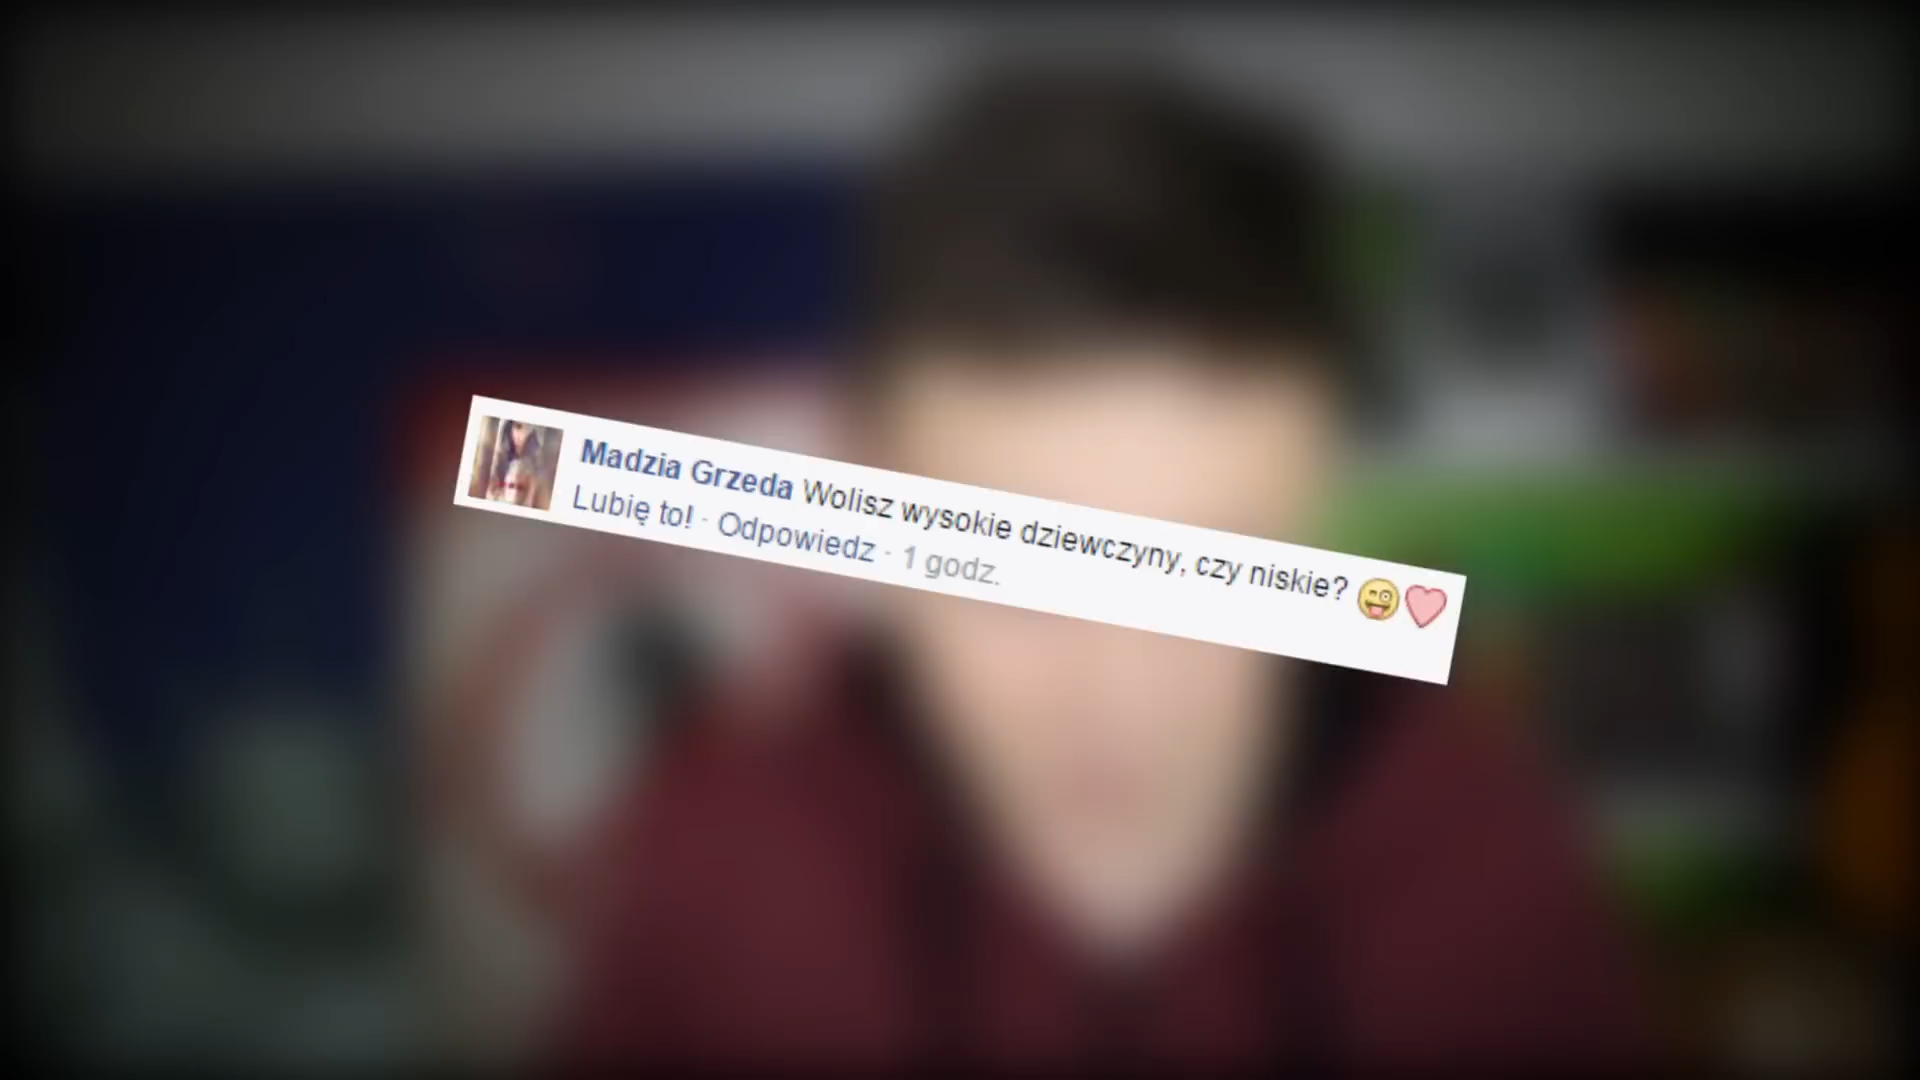 Madzia Grzeda Wolisz wysokie dziewczyny, czy niskie? 😜❤
Lubię to! · Odpowiedz · 1 godz.